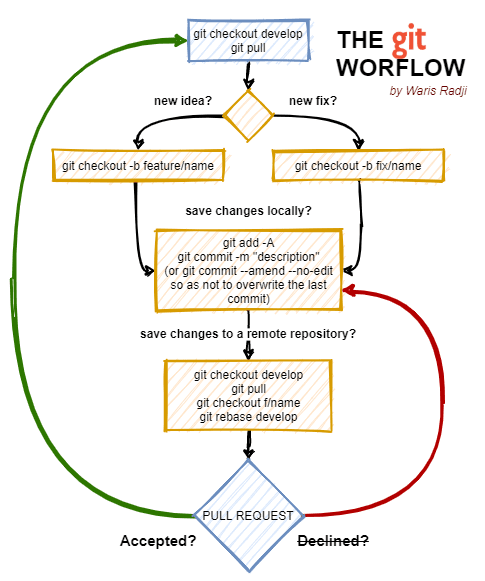 git checkout develop
git pull
THE git
WORFLOW
by Waris Radji
new idea?
new fix?
git checkout -b feature/name
git checkout -b fix/name
save changes locally?
git add -A
git commit -m "description"
(or git commit --amend --no-edit
so as not to overwrite the last
commit)
save changes to a remote repository?
git checkout develop
git pull
git checkout f/name
git rebase develop
PULL REQUEST
Accepted?
Declined?